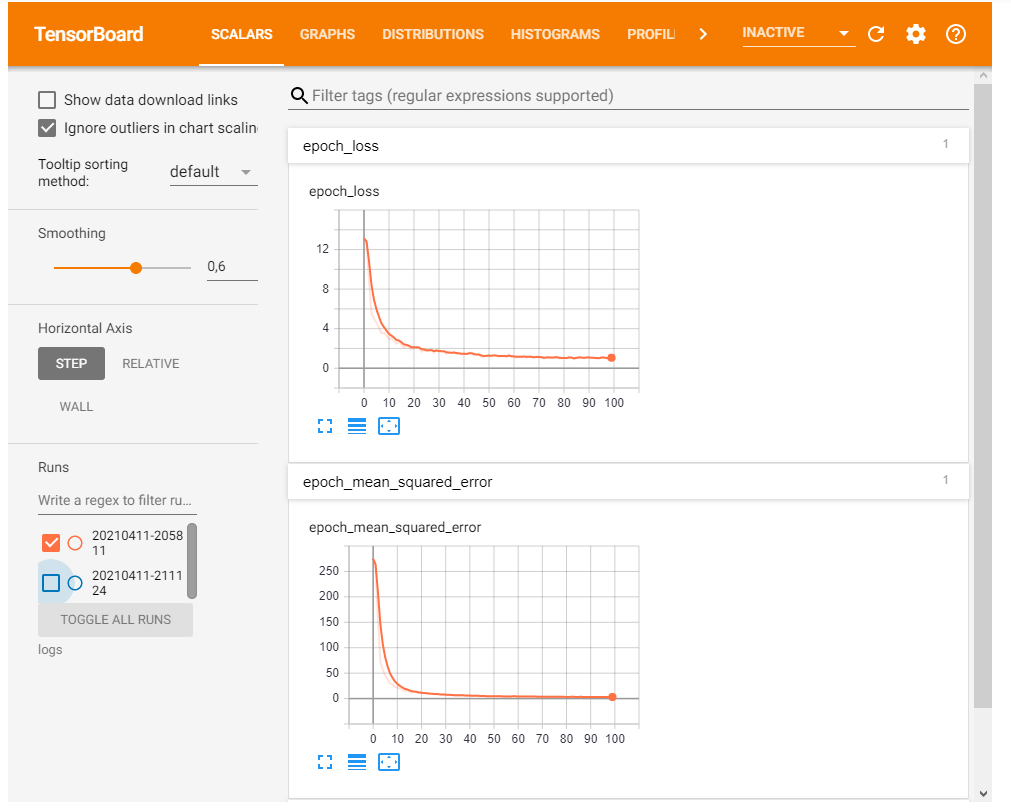 TensorBoard
SCALARS GRAPHS DISTRIBUTIONS HISTOGRAMS PROFIL
INACTIVE
Show data download links
Ignore outliers in chart scalin
Tooltip sorting
method:
default
Smoothing
0,6
Horizontal Axis
STEP RELATIVE
WALL
Runs
Write a regex to filter ru...
20210411-2058
11
20210411-2111
24
TOGGLE ALL RUNS
logs
Filter tags (regular expressions supported)
epoch_loss 1
epoch_loss
12
8
4
0
0 10 20 30 40 50 60 70 80 90 100
epoch_mean_squared_error 1
epoch_mean_squared_error
250
200
150
100
50
0
0 10 20 30 40 50 60 70 80 90 100